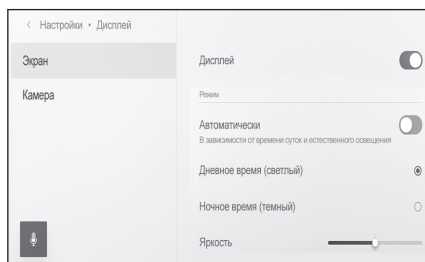 Настройки • Дисплей
Экран
Камера
Дисплей
Режим
Автоматически
В зависимости от времени суток и естественного освещения
Дневное время (светлый)
Ночное время (темный)
Яркость